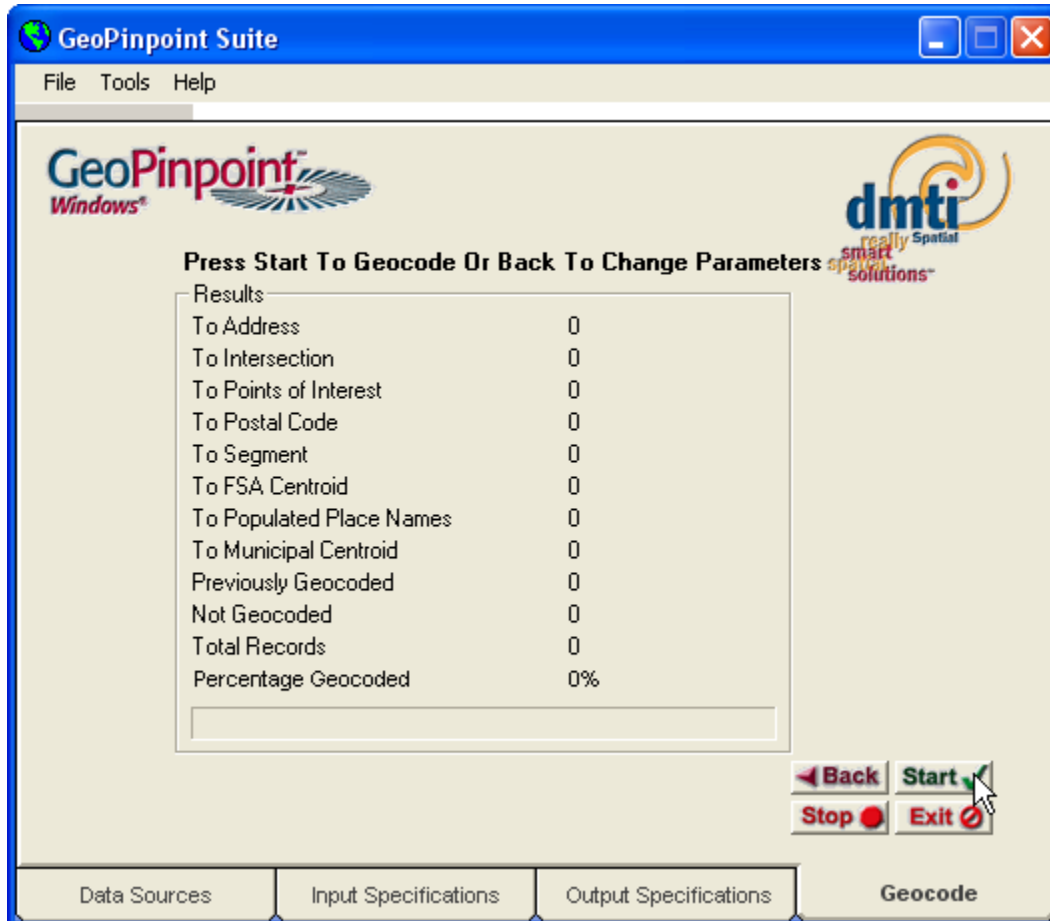 GeoPinpoint Suite
File Tools Help
GeoPinpoint™
Windows®
dmti
really Spatial
smart
spatial
solutions™
Press Start To Geocode Or Back To Change Parameters
Results
To Address 0
To Intersection 0
To Points of Interest 0
To Postal Code 0
To Segment 0
To FSA Centroid 0
To Populated Place Names 0
To Municipal Centroid 0
Previously Geocoded 0
Not Geocoded 0
Total Records 0
Percentage Geocoded 0%
Back Start
Stop Exit
Data Sources Input Specifications Output Specifications Geocode